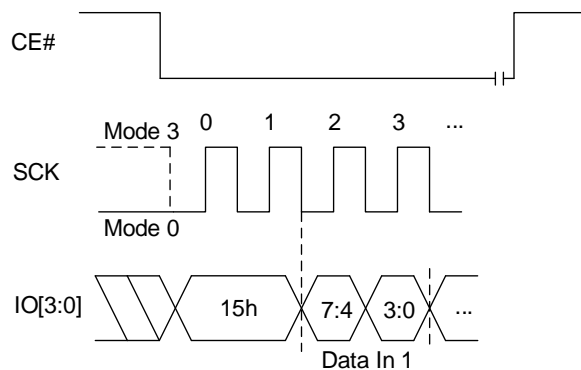 CE#
0 1 2 3 ...
Mode 3
SCK
Mode 0
IO[3:0] 15h 7:4 3:0 ...
Data In 1